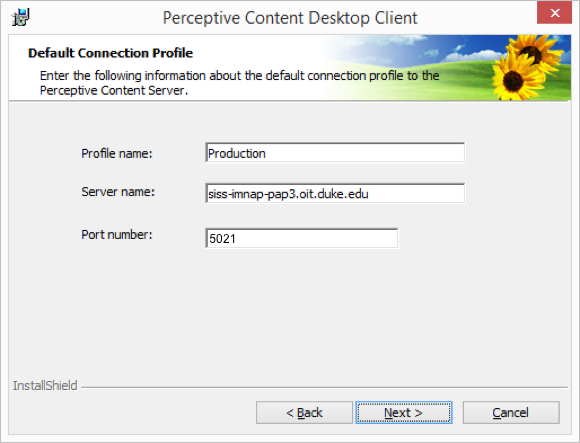 Perceptive Content Desktop Client
Default Connection Profile
Enter the following information about the default connection profile to the
Perceptive Content Server.
Profile name: Production
Server name: siss-imnap-pap3.oit.duke.edu
Port number: 5021
InstallShield
< Back Next > Cancel